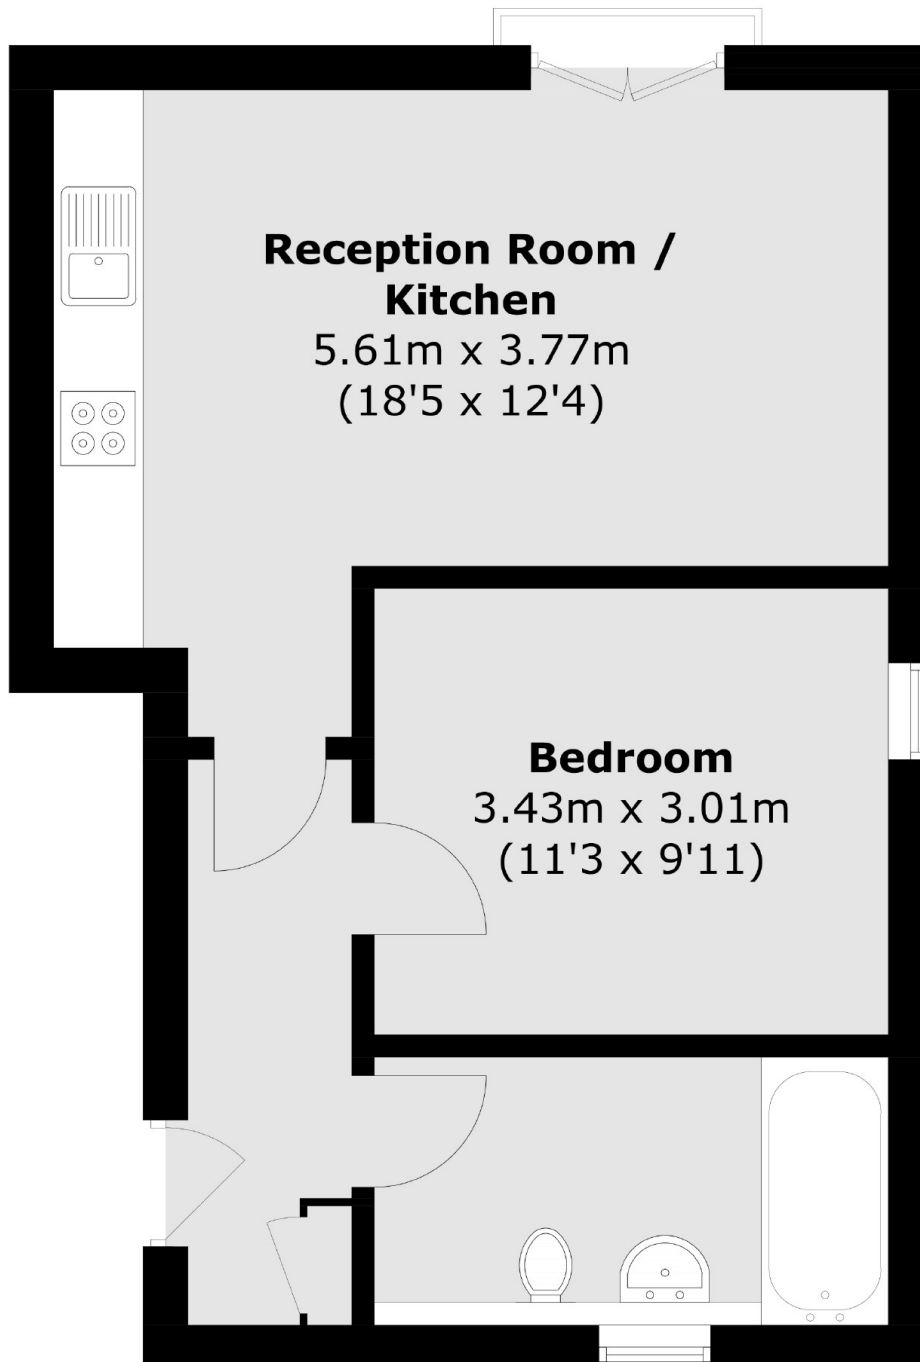 Reception Room /
Kitchen
5.61m x 3.77m
(18'5 x 12'4)
Bedroom
3.43m x 3.01m
(11'3 x 9'11)